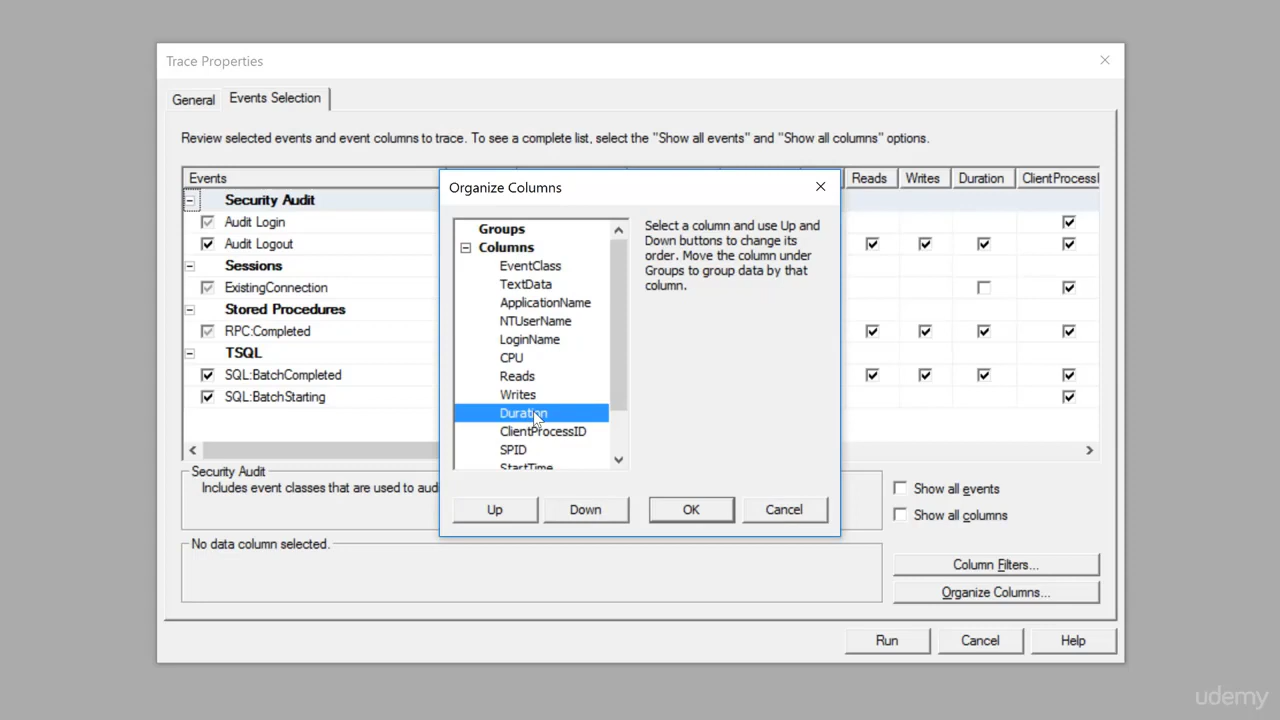 Trace Properties
General
Events Selection
Review selected events and event columns to trace. To see a complete list, select the "Show all events" and "Show all columns" options.
Events
Reads
Writes
Duration
ClientProcessI
Security Audit
Audit Login
Audit Logout
Sessions
ExistingConnection
Stored Procedures
RPC:Completed
TSQL
SQL:BatchCompleted
SQL:BatchStarting
Organize Columns
Groups
Columns
EventClass
TextData
ApplicationName
NTUserName
LoginName
CPU
Reads
Writes
Duration
ClientProcessID
SPID
StartTime
Select a column and use Up and
Down buttons to change its
order. Move the column under
Groups to group data by that
column.
Up
Down
OK
Cancel
Security Audit
Includes event classes that are used to aud
No data column selected.
Show all events
Show all columns
Column Filters...
Organize Columns...
Run
Cancel
Help
udemy